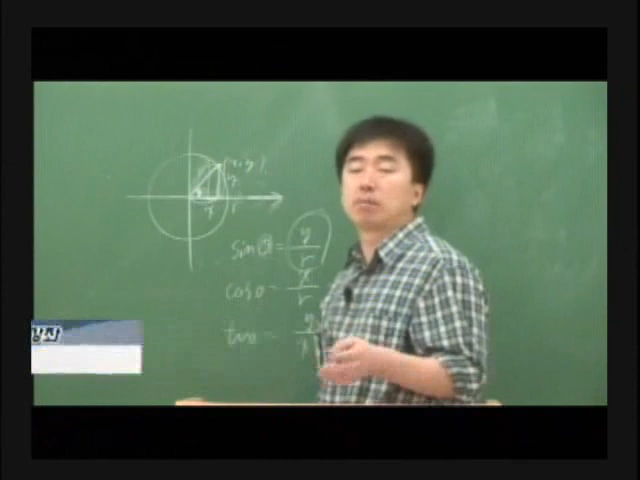 (x, y)
y
x
r
sinθ = y/r
cosθ = x/r
tanθ = y/x